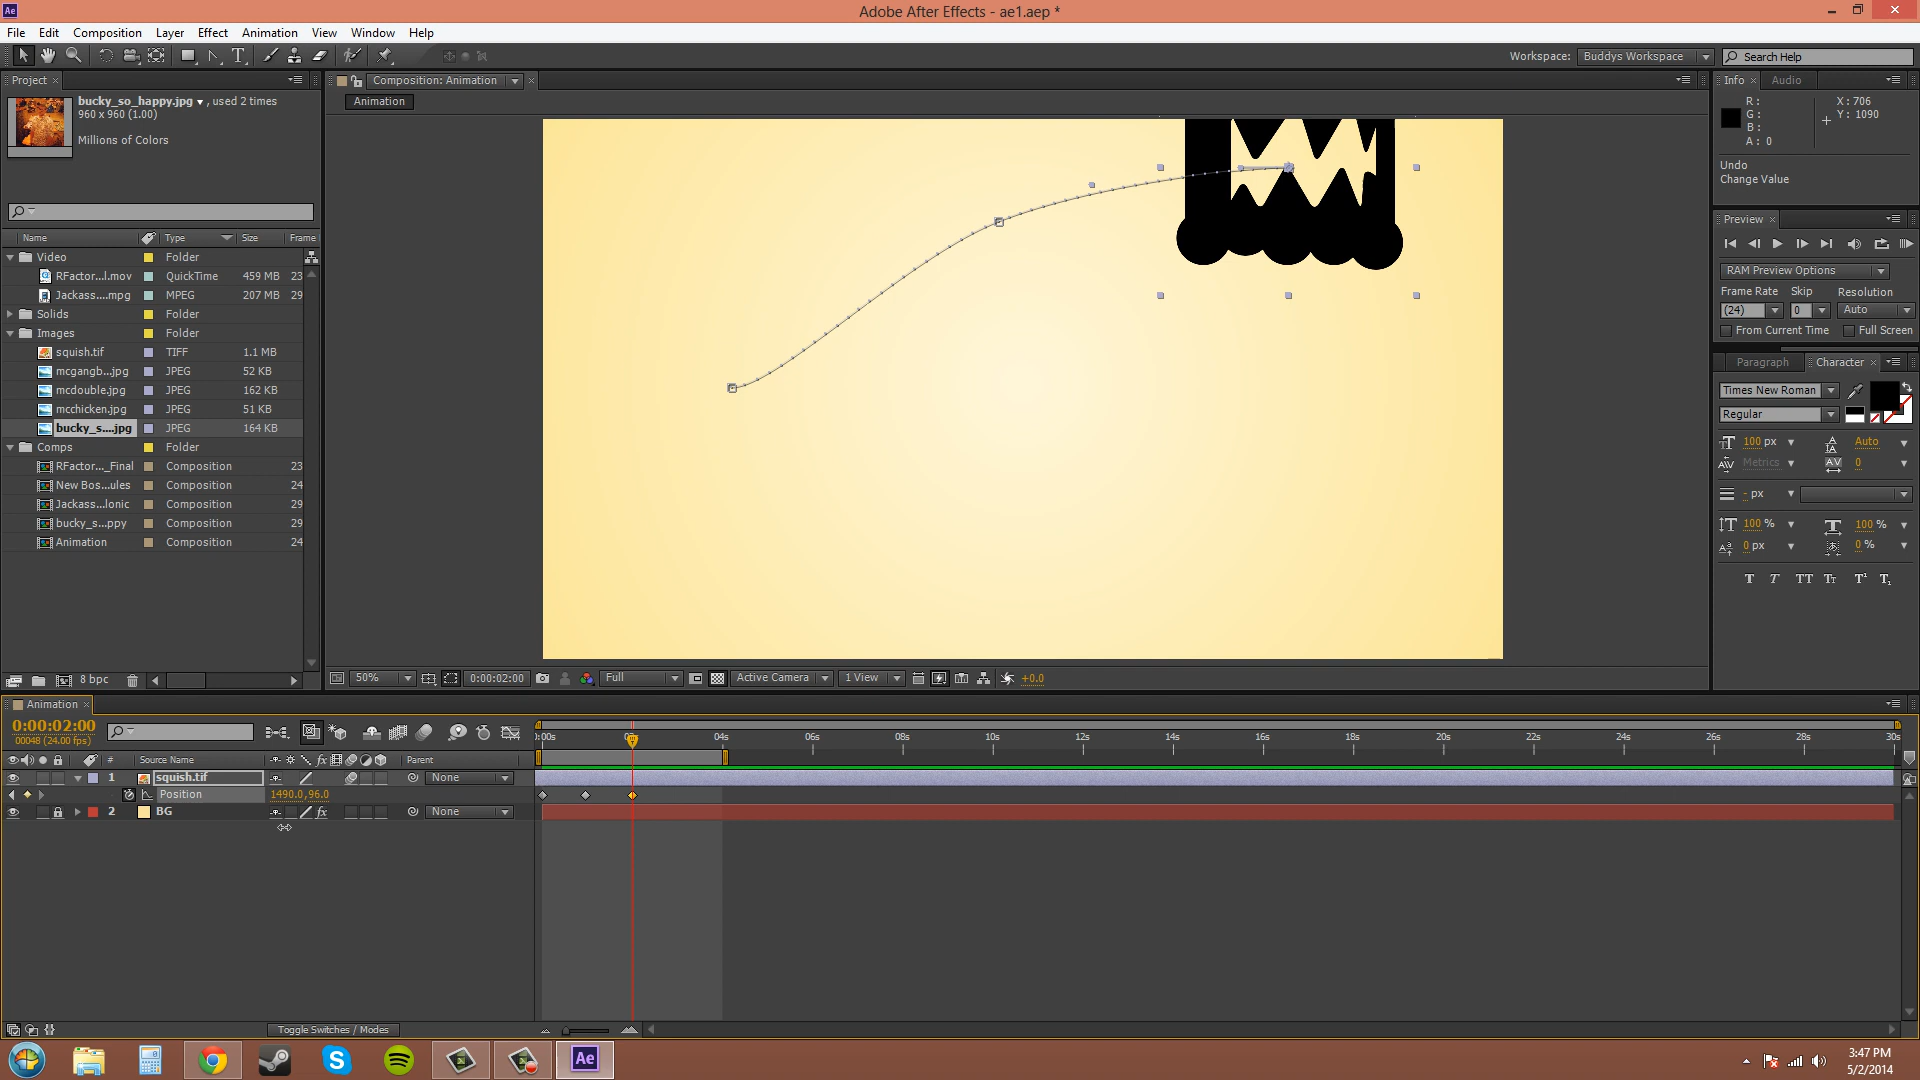 Adobe After Effects - ae1.aep *
File Edit Composition Layer Effect Animation View Window Help
Workspace: Buddys Workspace Search Help
Project
bucky_so_happy.jpg , used 2 times
960 x 960 (1.00)
Millions of Colors
Name Type Size Frame
Video Folder
RFactor...l.mov QuickTime 459 MB 23
Jackass....mpg MPEG 207 MB 29
Solids Folder
Images Folder
squish.tif TIFF 1.1 MB
mcgangb...jpg JPEG 52 KB
mcdouble.jpg JPEG 162 KB
mcchicken.jpg JPEG 51 KB
bucky_s....jpg JPEG 164 KB
Comps Folder
RFactor..._Final Composition 23
New Bos...ules Composition 24
Jackass...lonic Composition 29
bucky_s...ppy Composition 29
Animation Composition 24
8 bpc
Composition: Animation
Animation
50% 0:00:02:00 Full Active Camera 1 View +0.0
Info Audio
R : X : 706
G : Y : 1090
B :
A : 0
Undo
Change Value
Preview
RAM Preview Options
Frame Rate Skip Resolution
(24) 0 Auto
From Current Time Full Screen
Paragraph Character
Times New Roman
Regular
100 px Auto
Metrics 0
- px
100 % 100 %
0 px 0 %
T T TT Tt T¹ T₁
Animation
0:00:02:00
00048 (24.00 fps)
# Source Name Parent
1 squish.tif None
Position 1490.0,96.0
2 BG None
0:00s 04s 06s 08s 10s 12s 14s 16s 18s 20s 22s 24s 26s 28s 30s
Toggle Switches / Modes
Ae
3:47 PM
5/2/2014